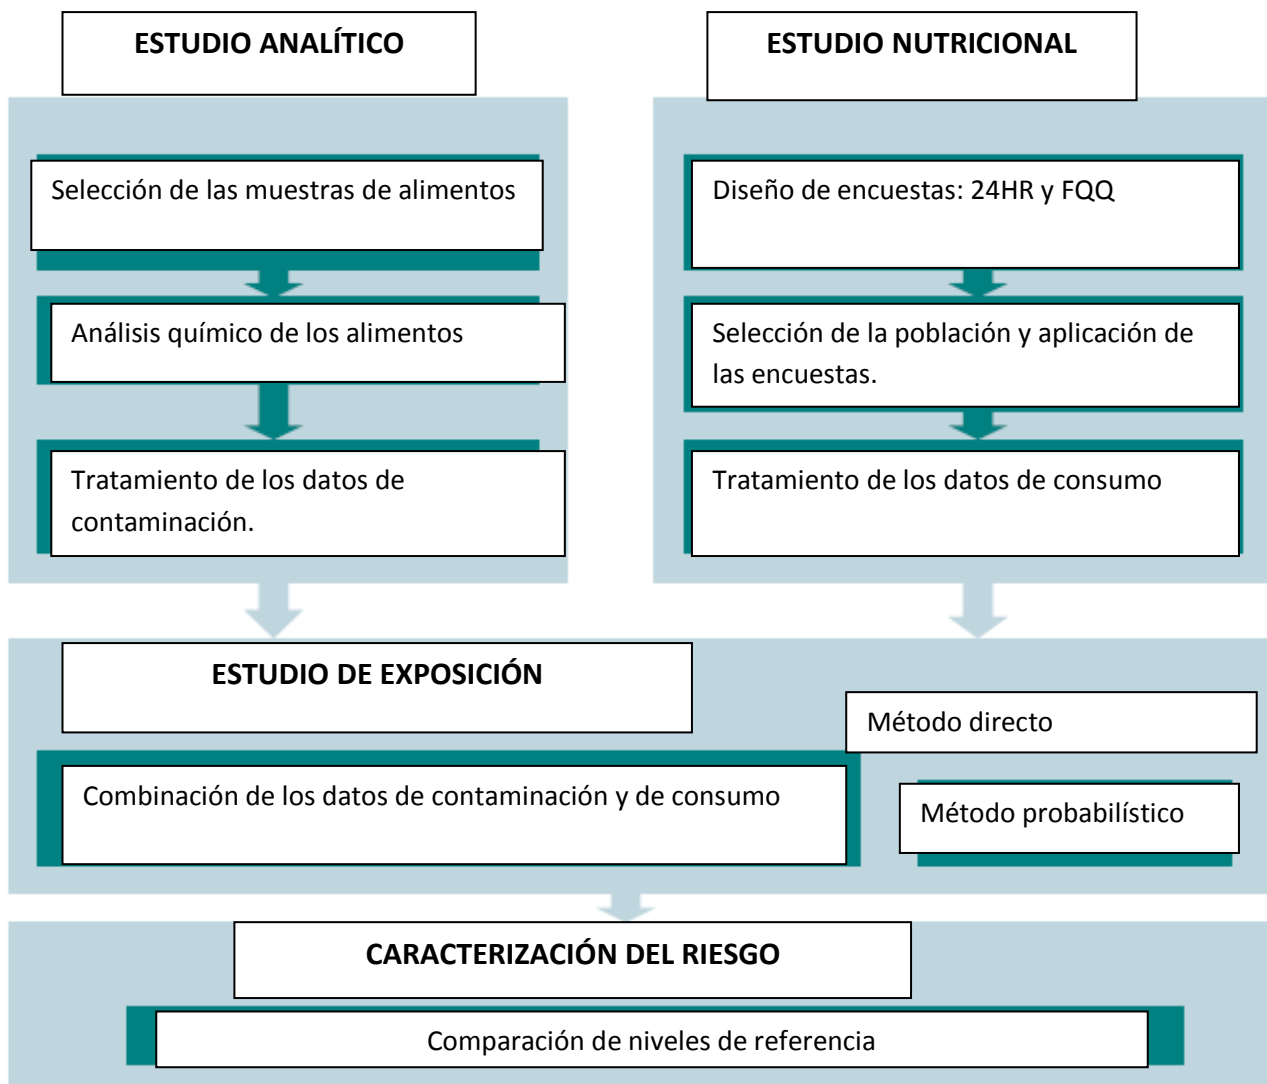 ESTUDIO ANALÍTICO
Selección de las muestras de alimentos
Análisis químico de los alimentos
Tratamiento de los datos de
contaminación.
ESTUDIO NUTRICIONAL
Diseño de encuestas: 24HR y FQQ
Selección de la población y aplicación de
las encuestas.
Tratamiento de los datos de consumo
ESTUDIO DE EXPOSICIÓN
Combinación de los datos de contaminación y de consumo
Método directo
Método probabilístico
CARACTERIZACIÓN DEL RIESGO
Comparación de niveles de referencia